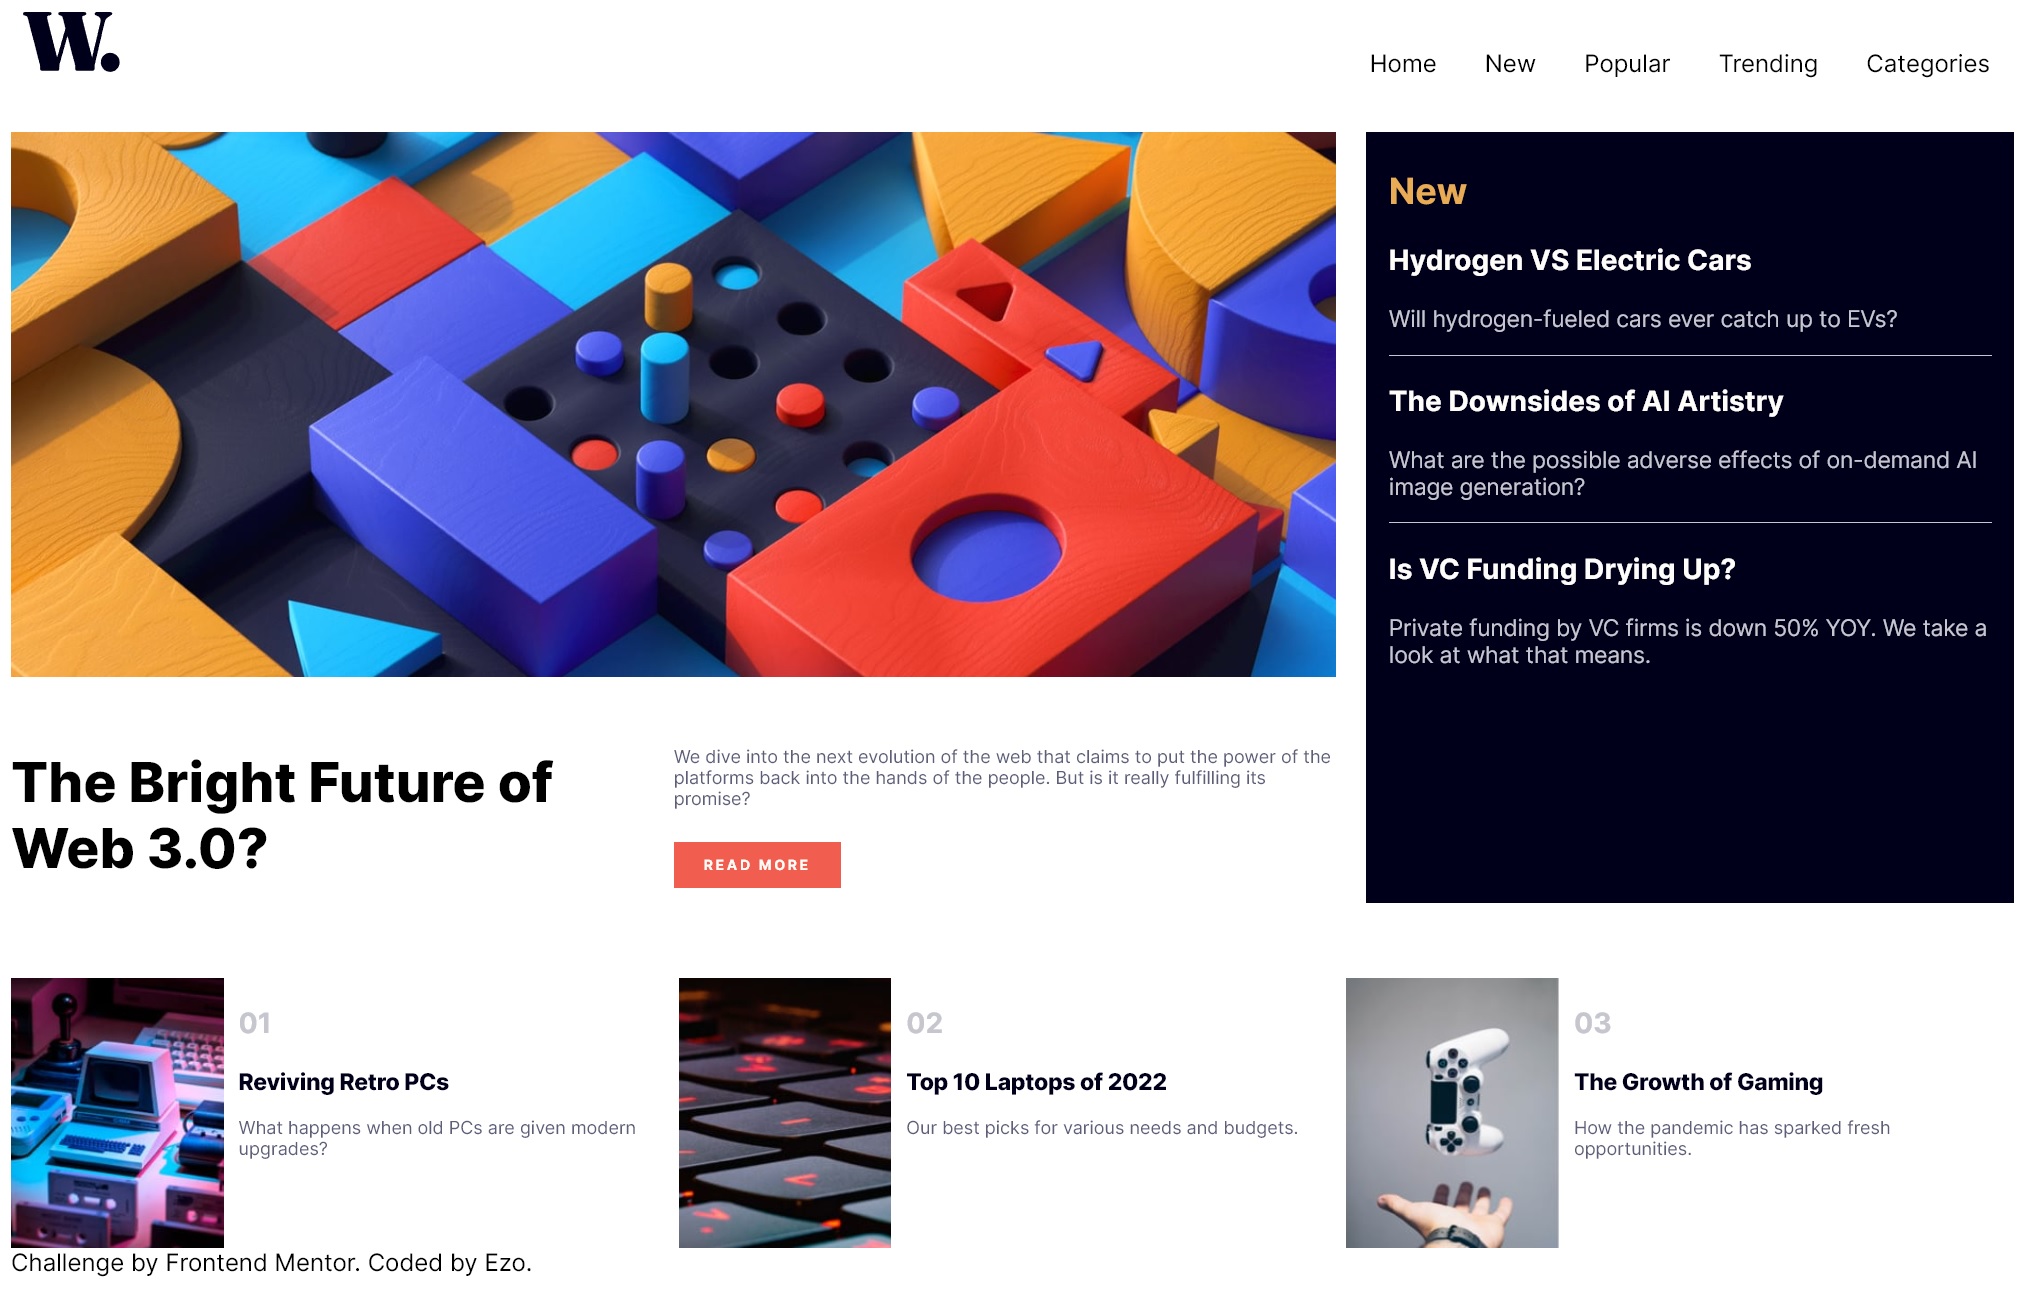 W.
Home New Popular Trending Categories
New
Hydrogen VS Electric Cars
Will hydrogen-fueled cars ever catch up to EVs?
The Downsides of AI Artistry
What are the possible adverse effects of on-demand AI
image generation?
Is VC Funding Drying Up?
Private funding by VC firms is down 50% YOY. We take a
look at what that means.
The Bright Future of
Web 3.0?
We dive into the next evolution of the web that claims to put the power of the
platforms back into the hands of the people. But is it really fulfilling its
promise?
READ MORE
01
Reviving Retro PCs
What happens when old PCs are given modern
upgrades?
02
Top 10 Laptops of 2022
Our best picks for various needs and budgets.
03
The Growth of Gaming
How the pandemic has sparked fresh
opportunities.
Challenge by Frontend Mentor. Coded by Ezo.